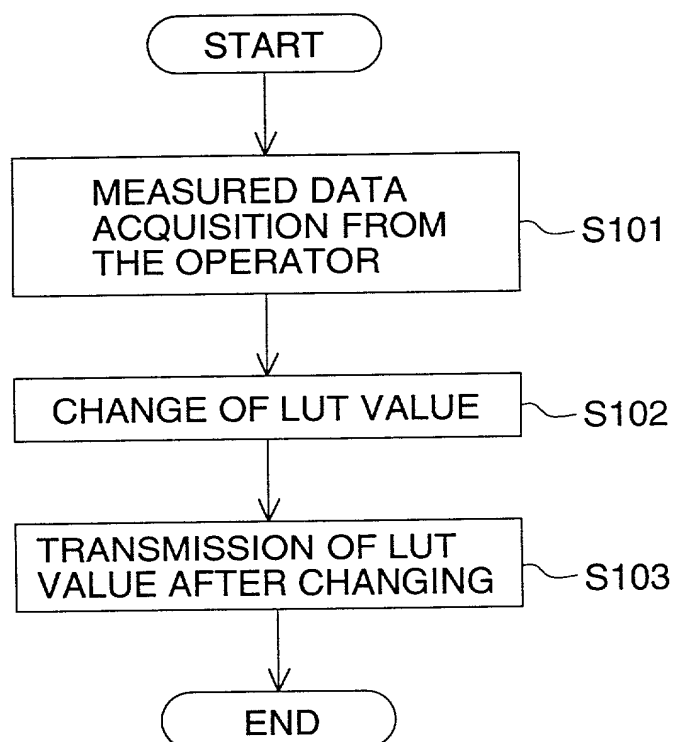 START
MEASURED DATA
ACQUISITION FROM
THE OPERATOR
S101
CHANGE OF LUT VALUE
S102
TRANSMISSION OF LUT
VALUE AFTER CHANGING
S103
END